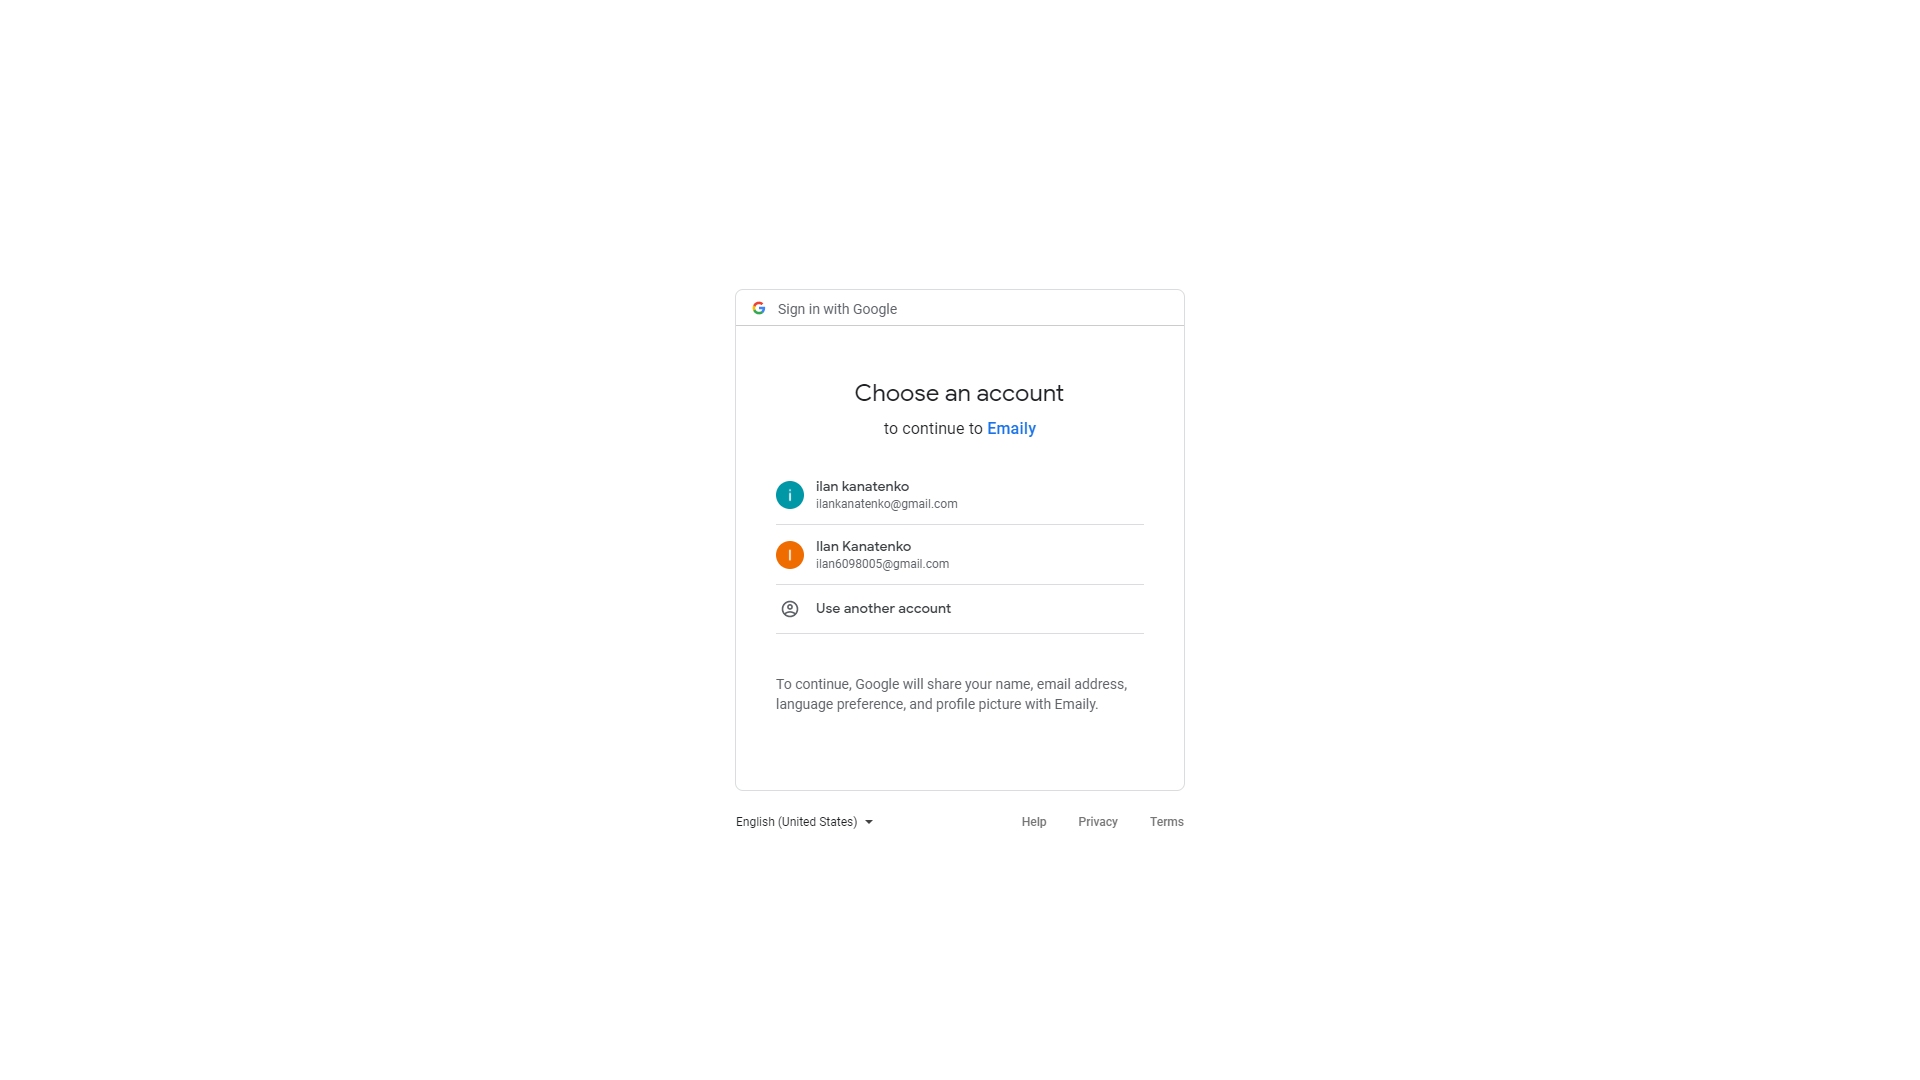 Sign in with Google
Choose an account
to continue to Emaily
i
ilan kanatenko
ilankanatenko@gmail.com
I
Ilan Kanatenko
ilan6098005@gmail.com
Use another account
To continue, Google will share your name, email address,
language preference, and profile picture with Emaily.
English (United States)
Help
Privacy
Terms